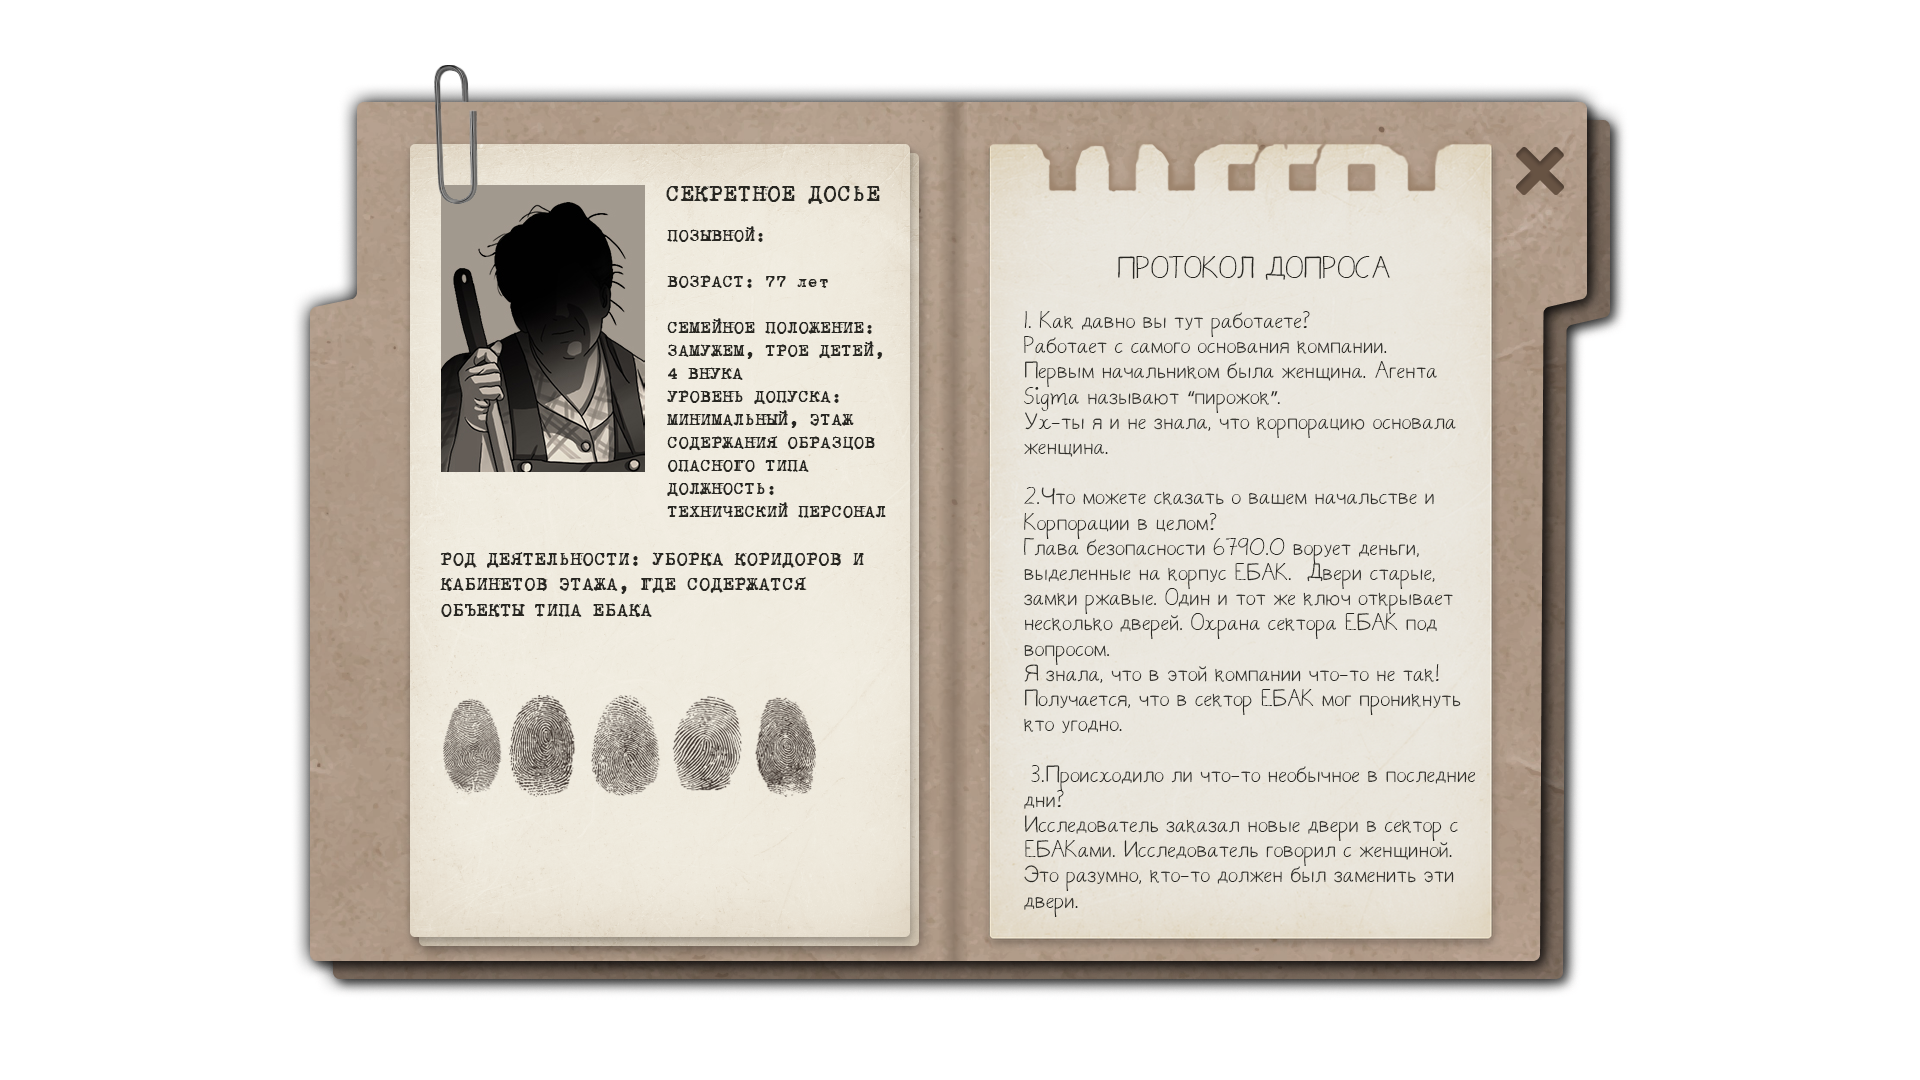 СЕКРЕТНОЕ ДОСЬЕ
ПОЗЫВНОЙ:
ВОЗРАСТ: 77 лет
СЕМЕЙНОЕ ПОЛОЖЕНИЕ:
ЗАМУЖЕМ, ТРОЕ ДЕТЕЙ,
4 ВНУКА
УРОВЕНЬ ДОПУСКА:
МИНИМАЛЬНЫЙ, ЭТАЖ
СОДЕРЖАНИЯ ОБРАЗЦОВ
ОПАСНОГО ТИПА
ДОЛЖНОСТЬ:
ТЕХНИЧЕСКИЙ ПЕРСОНАЛ
РОД ДЕЯТЕЛЬНОСТИ: УБОРКА КОРИДОРОВ И
КАБИНЕТОВ ЭТАЖА, ГДЕ СОДЕРЖАТСЯ
ОБЪЕКТЫ ТИПА ЕБАКА
ПРОТОКОЛ ДОПРОСА
1. Как давно вы тут работаете?
Работает с самого основания компании.
Первым начальником была женщина. Агента
Sigma называют “пирожок”.
Ух-ты я и не знала, что корпорацию основала
женщина.
2.Что можете сказать о вашем начальстве и
Корпорации в целом?
Глава безопасности 6790.0 ворует деньги,
выделенные на корпус ЕБАК. Двери старые,
замки ржавые. Один и тот же ключ открывает
несколько дверей. Охрана сектора ЕБАК под
вопросом.
Я знала, что в этой компании что-то не так!
Получается, что в сектор ЕБАК мог проникнуть
кто угодно.
3.Происходило ли что-то необычное в последние
дни?
Исследователь заказал новые двери в сектор с
ЕБАКами. Исследователь говорил с женщиной.
Это разумно, кто-то должен был заменить эти
двери.